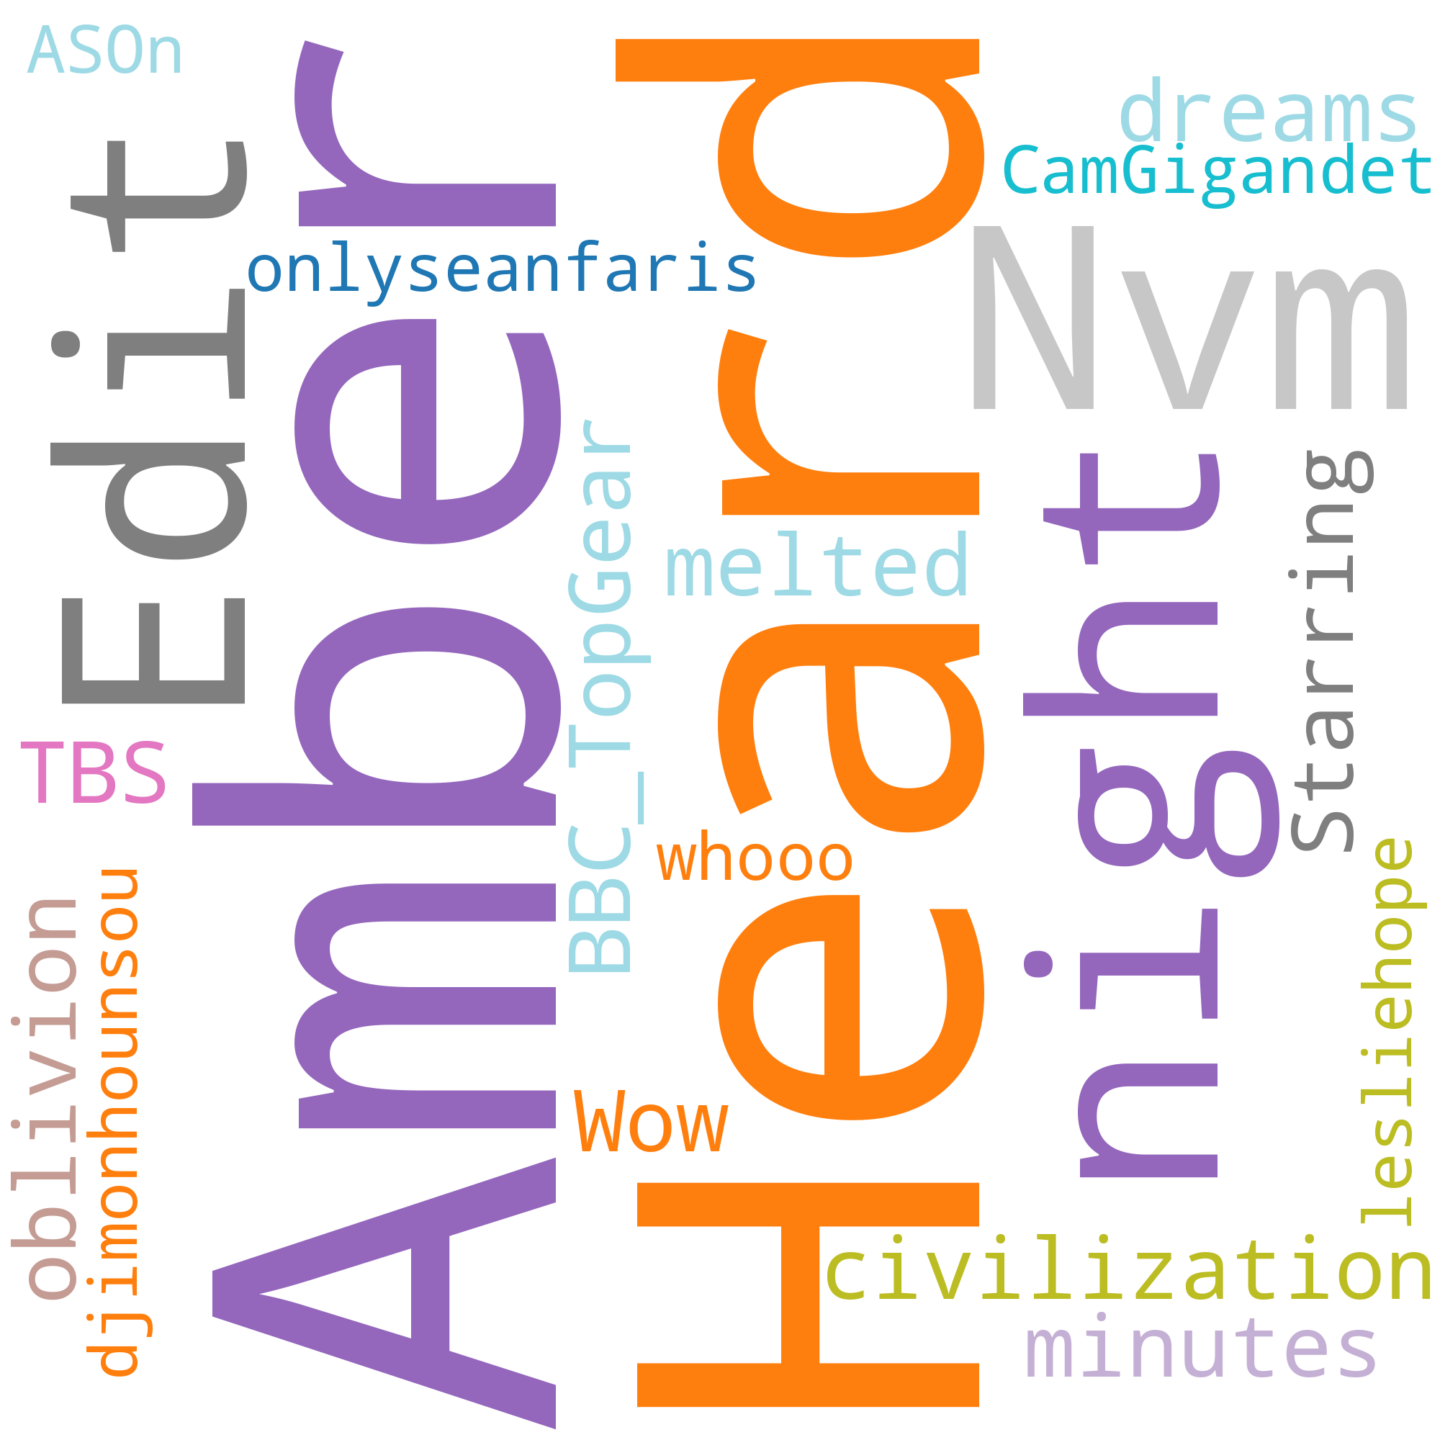 ASOn
Edit
Amber
Heard
dreams
CamGigandet
onlyseanfaris
Nvm
BBC_TopGear
melted
night
Starring
TBS
whooo
oblivion
djimonhounsou
Wow
lesliehope
civilization
minutes